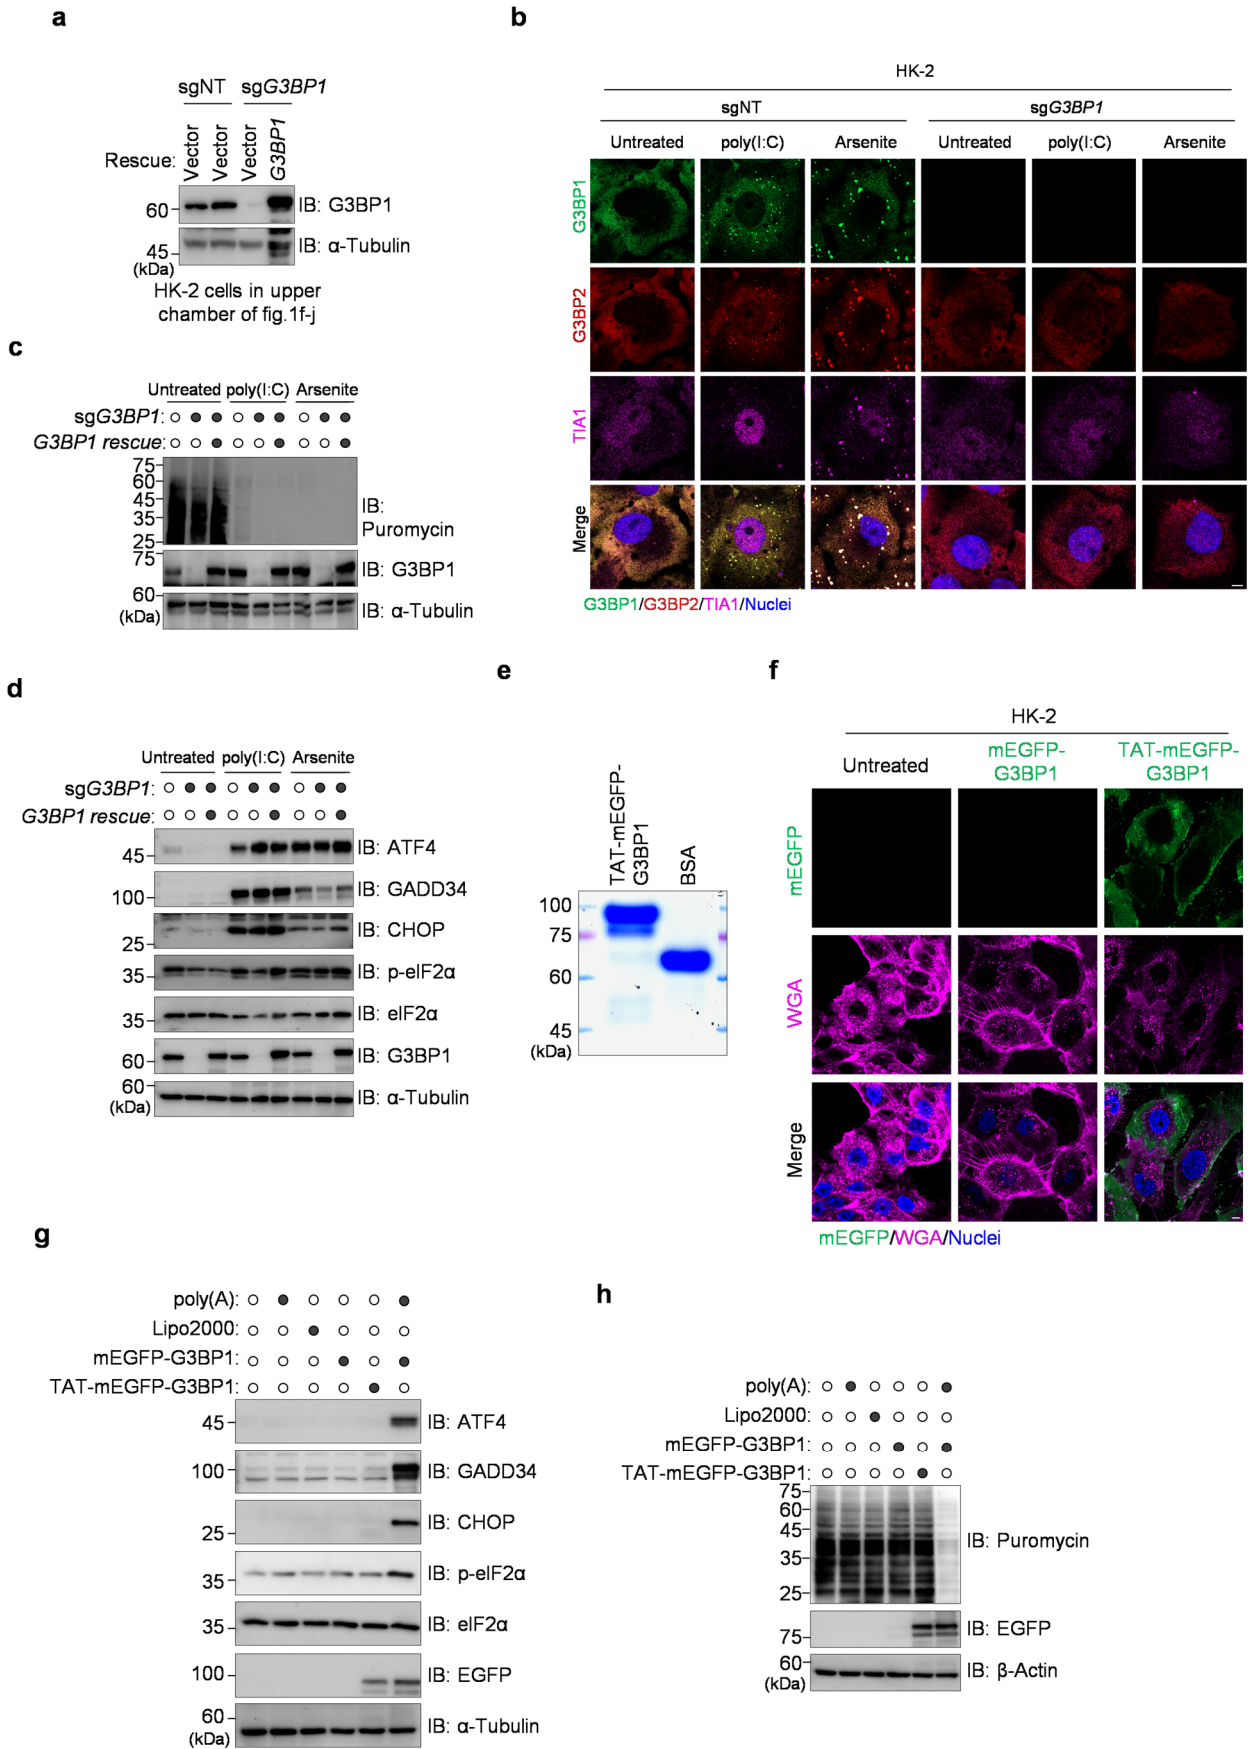 a
sgNT sgG3BP1
Rescue: Vector Vector Vector G3BP1
60 IB: G3BP1
45 IB: α-Tubulin
(kDa)
HK-2 cells in upper
chamber of fig.1f-j
b
HK-2
sgNT sgG3BP1
Untreated poly(I:C) Arsenite Untreated poly(I:C) Arsenite
G3BP1
G3BP2
TIA1
Merge
G3BP1/G3BP2/TIA1/Nuclei
c
Untreated poly(I:C) Arsenite
sgG3BP1:
G3BP1 rescue:
75
60
45
35
25
IB:
Puromycin
75
IB: G3BP1
60
(kDa)
IB: α-Tubulin
d
Untreated poly(I:C) Arsenite
sgG3BP1:
G3BP1 rescue:
45 IB: ATF4
100 IB: GADD34
25 IB: CHOP
35 IB: p-eIF2α
35 IB: eIF2α
60 IB: G3BP1
60
(kDa) IB: α-Tubulin
e
TAT-mEGFP-
G3BP1
BSA
100
75
60
45
(kDa)
f
HK-2
Untreated
mEGFP-
G3BP1
TAT-mEGFP-
G3BP1
mEGFP
WGA
Merge
mEGFP/WGA/Nuclei
g
poly(A):
Lipo2000:
mEGFP-G3BP1:
TAT-mEGFP-G3BP1:
45 IB: ATF4
100 IB: GADD34
25 IB: CHOP
35 IB: p-eIF2α
35 IB: eIF2α
100 IB: EGFP
60
(kDa) IB: α-Tubulin
h
poly(A):
Lipo2000:
mEGFP-G3BP1:
TAT-mEGFP-G3BP1:
75
60
45
35
25
IB: Puromycin
75 IB: EGFP
60
(kDa) IB: β-Actin